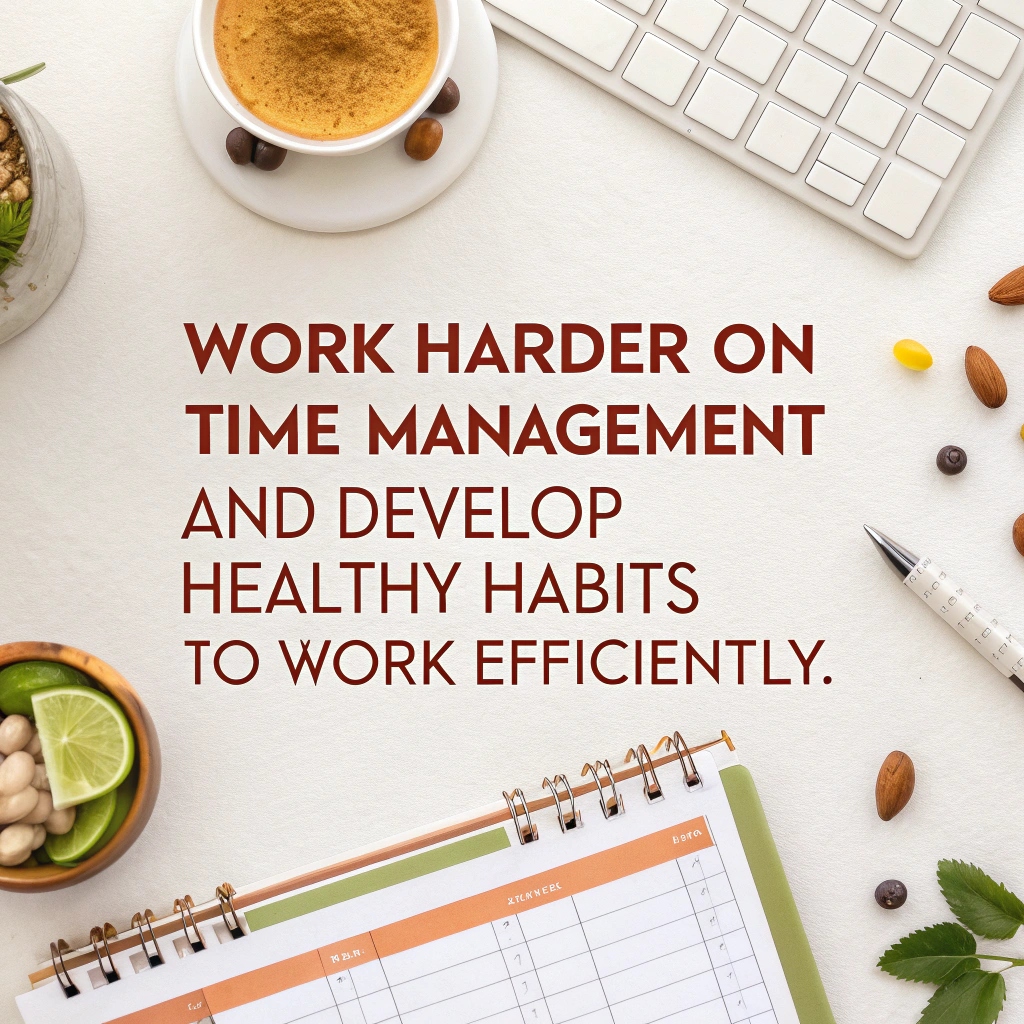 WORK HARDER ON
TIME MANAGEMENT
AND DEVELOP
HEALTHY HABITS
TO WORK EFFICIENTLY.